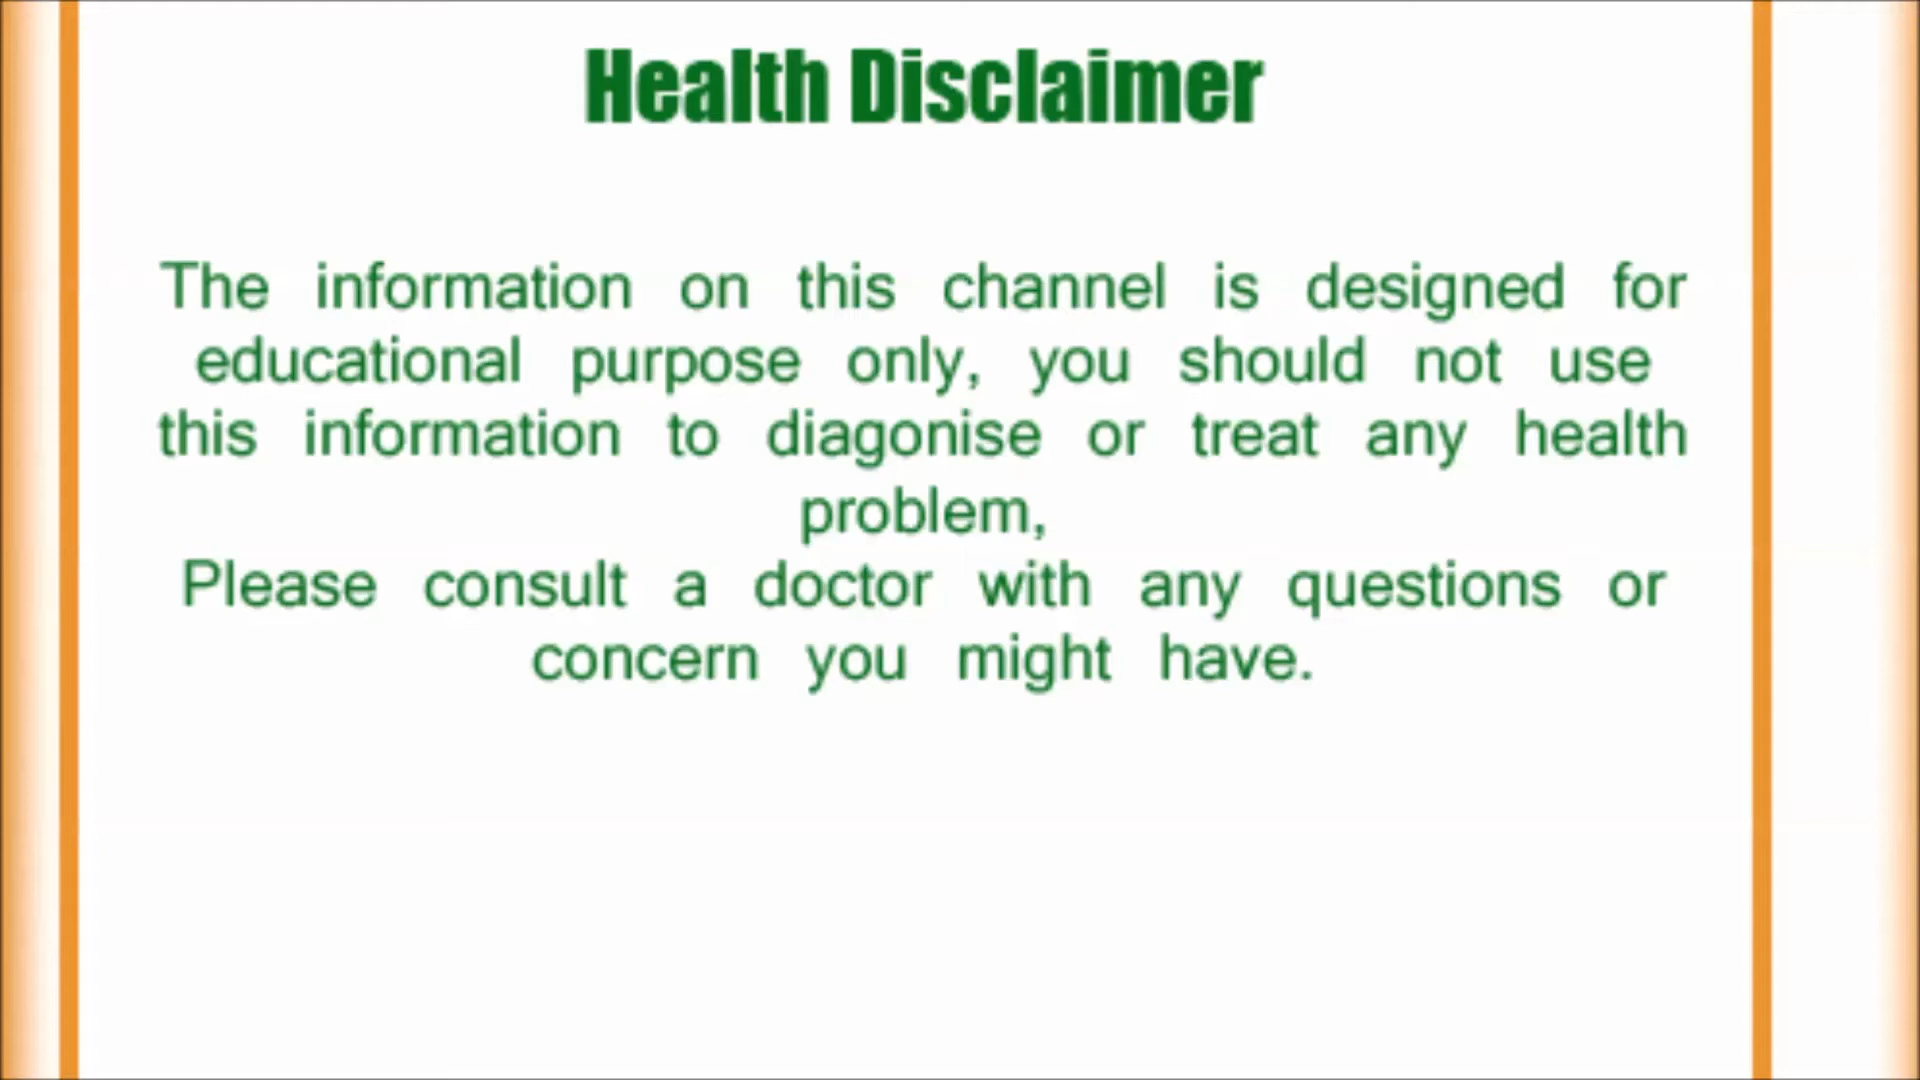 Health Disclaimer
The information on this channel is designed for
educational purpose only, you should not use
this information to diagonise or treat any health
problem,
Please consult a doctor with any questions or
concern you might have.